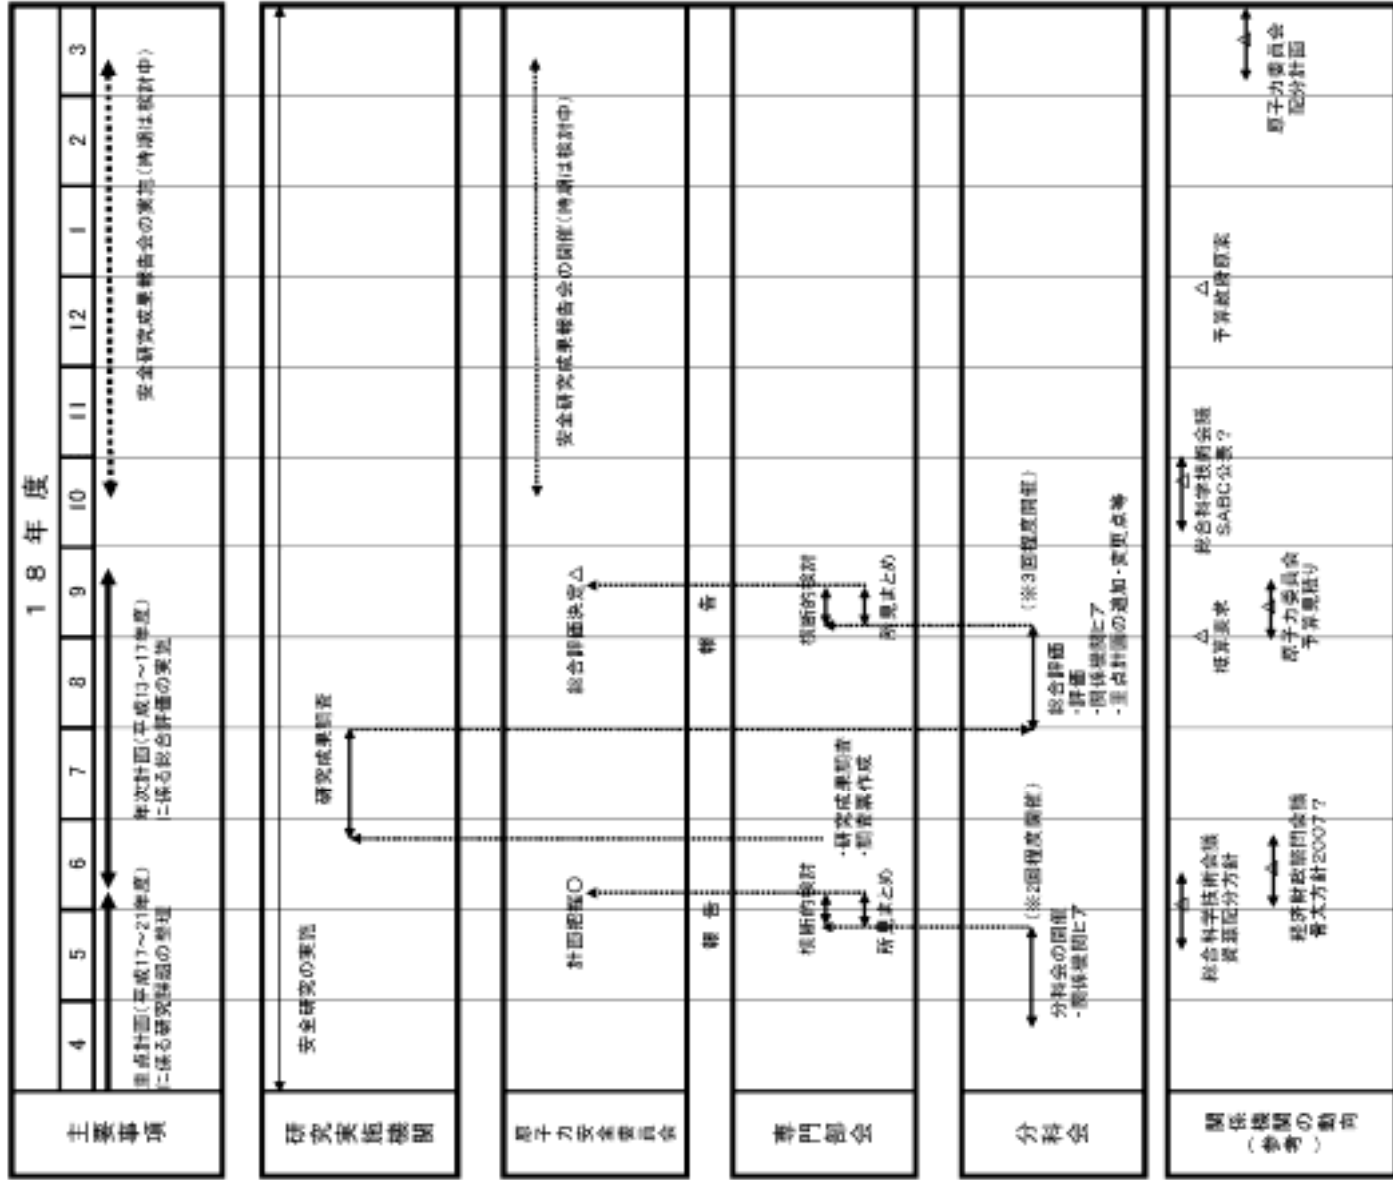 18年度
4
5
6
7
8
9
10
11
12
1
2
3
主要事項
重点計画(平成17~21年度)
に係る研究課題の整理
年次計画(平成13~17年度)
に係る総合評価の実施
安全研究成果報告会の実施(時期は検討中)
研究実施機関
安全研究の実施
研究成果調査
原子力安全委員会
計画把握○
総合評価決定△
安全研究成果報告会の開催(時期は検討中)
報告
報告
専門部会
横断的検討
所見まとめ
・研究成果調査
・調査票作成
横断的検討
所見まとめ
分科会
(※2回程度開催)
分科会の開催
・関係機関ヒア
(※3回程度開催)
総合評価
・評価
・関係機関ヒア
・重点計画の追加・変更点等
関係機関の動向
(参考)
総合科学技術会議
資源配分方針
経済財政諮問会議
骨太方針2007?
概算要求
原子力委員会
予算見積り
総合科学技術会議
SABC公表?
予算政府原案
原子力委員会
配分計画